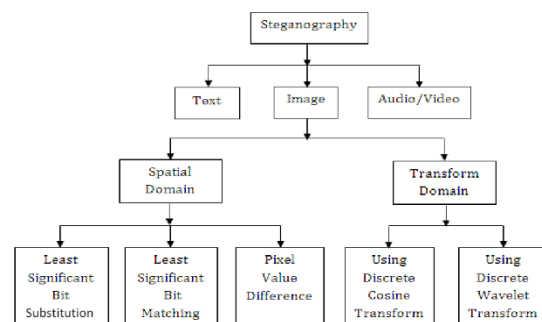 Steganography
Text
Image
Audio/Video
Spatial
Domain
Transform
Domain
Least
Significant
Bit
Substitution
Least
Significant
Bit
Matching
Pixel
Value
Difference
Using
Discrete
Cosine
Transform
Using
Discrete
Wavelet
Transform